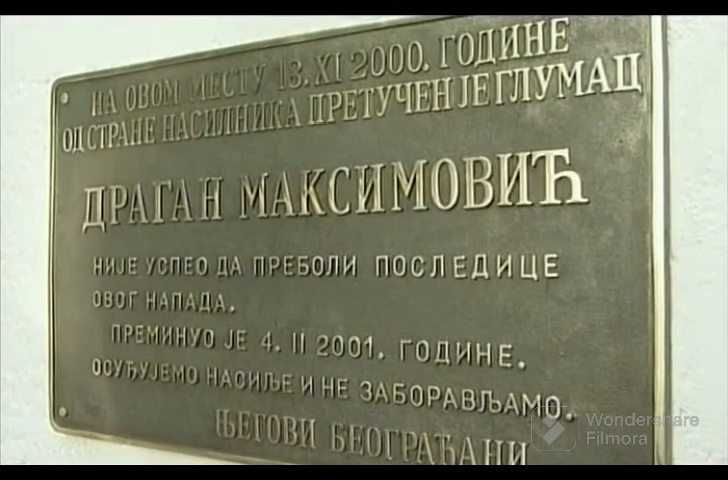 НА ОВОМ МЕСТУ 18. XI 2000. ГОДИНЕ
ОД СТРАНЕ НАСИЛНИКА ПРЕТУЧЕН ЈЕ ГЛУМАЦ
ДРАГАН МАКСИМОВИЋ
НИЈЕ УСПЕО ДА ПРЕБОЛИ ПОСЛЕДИЦЕ
ОВОГ НАПАДА.
ПРЕМИНУО ЈЕ 4. II 2001. ГОДИНЕ.
ОСУЂУЈЕМО НАСИЉЕ И НЕ ЗАБОРАВЉАМО.
ЊЕГОВИ БЕОГРАЂАНИ
Wondershare
Filmora